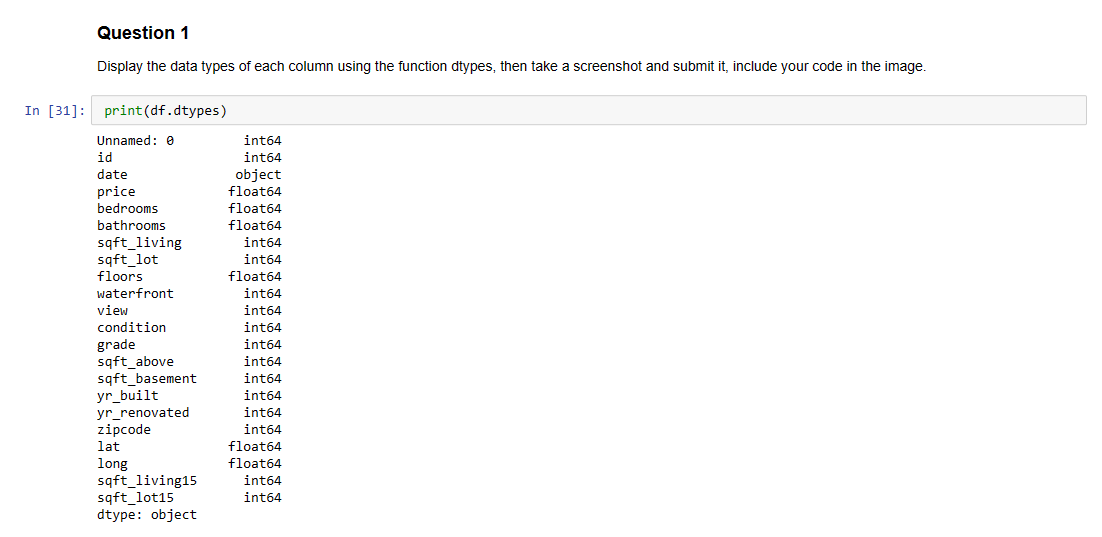 Question 1
Display the data types of each column using the function dtypes, then take a screenshot and submit it, include your code in the image.
In [31]: print(df.dtypes)
Unnamed: 0 int64
id int64
date object
price float64
bedrooms float64
bathrooms float64
sqft_living int64
sqft_lot int64
floors float64
waterfront int64
view int64
condition int64
grade int64
sqft_above int64
sqft_basement int64
yr_built int64
yr_renovated int64
zipcode int64
lat float64
long float64
sqft_living15 int64
sqft_lot15 int64
dtype: object